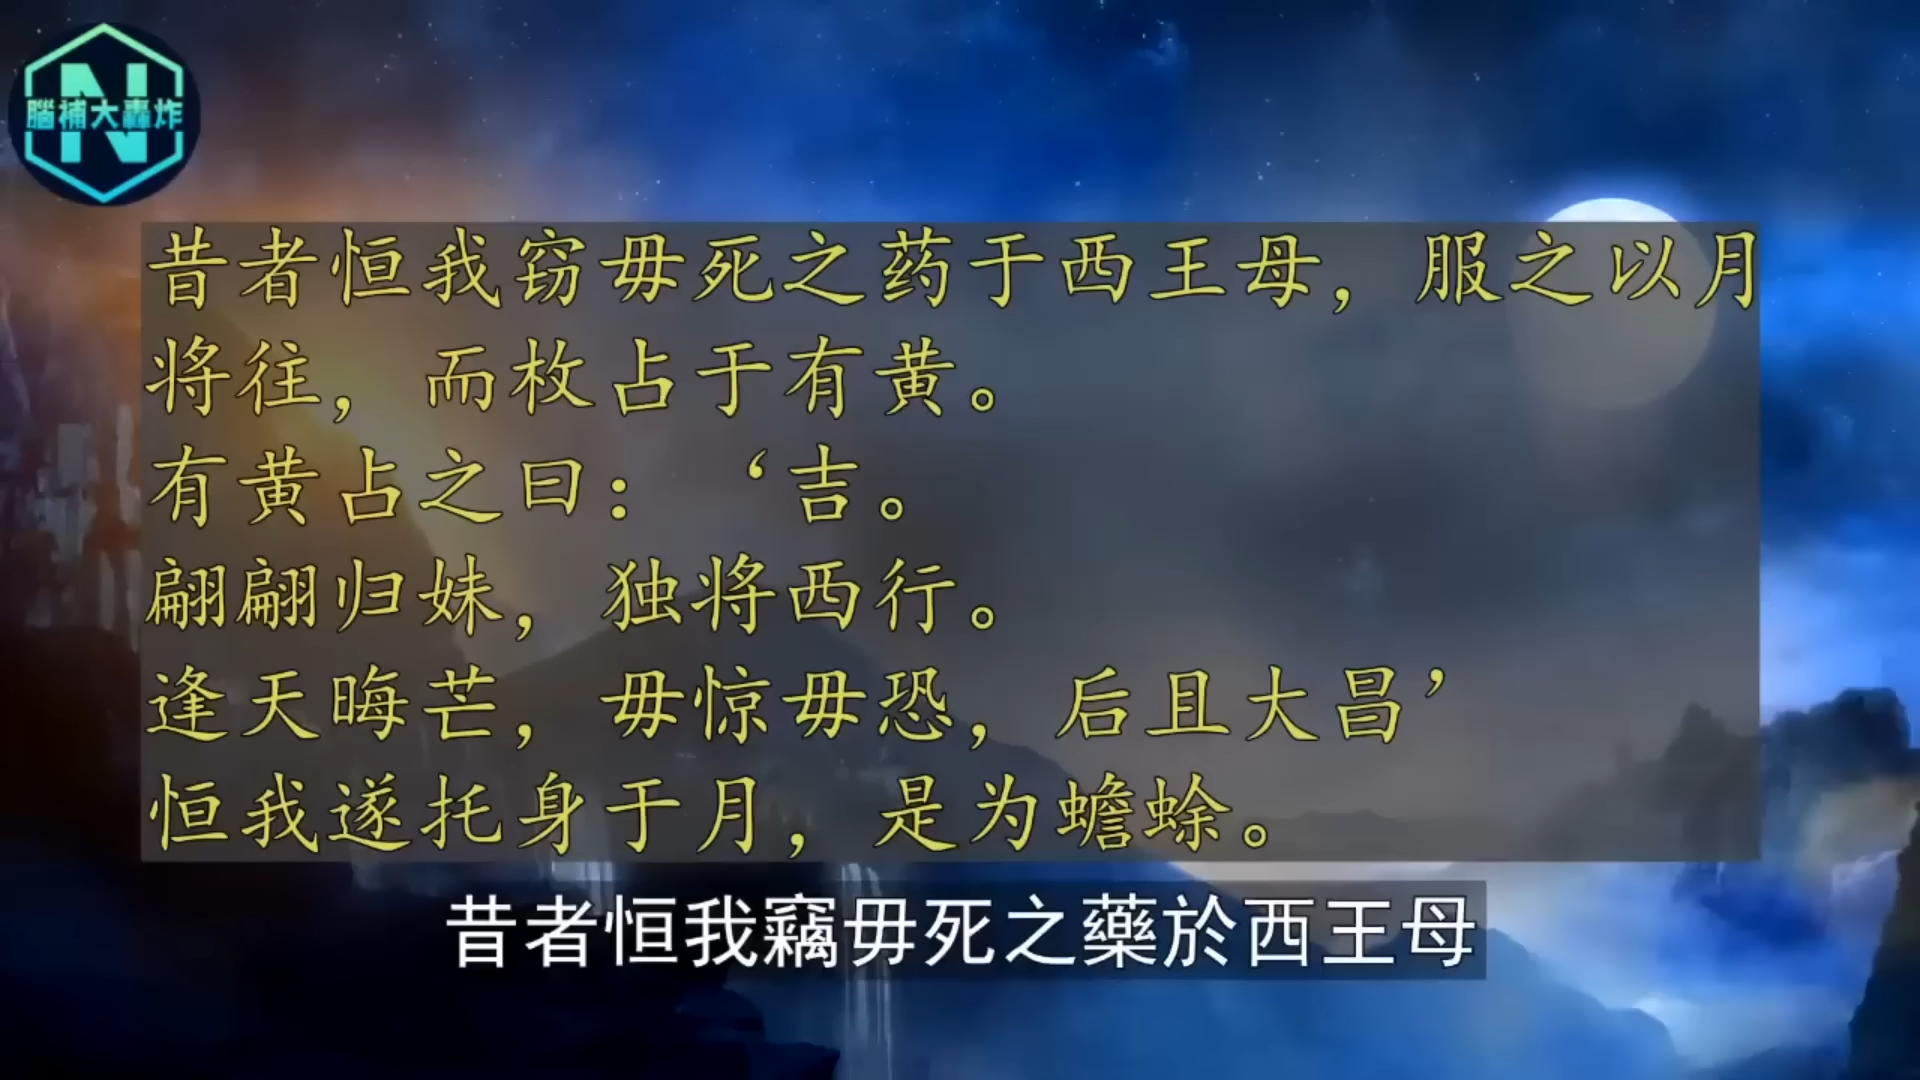 N
腦補大轟炸
昔者恒我窃毋死之药于西王母，服之以月
将往，而枚占于有黄。
有黄占之曰：‘吉。
翩翩归妹，独将西行。
逢天晦芒，毋惊毋恐，后且大昌’
恒我遂托身于月，是为蟾蜍。
昔者恒我竊毋死之藥於西王母